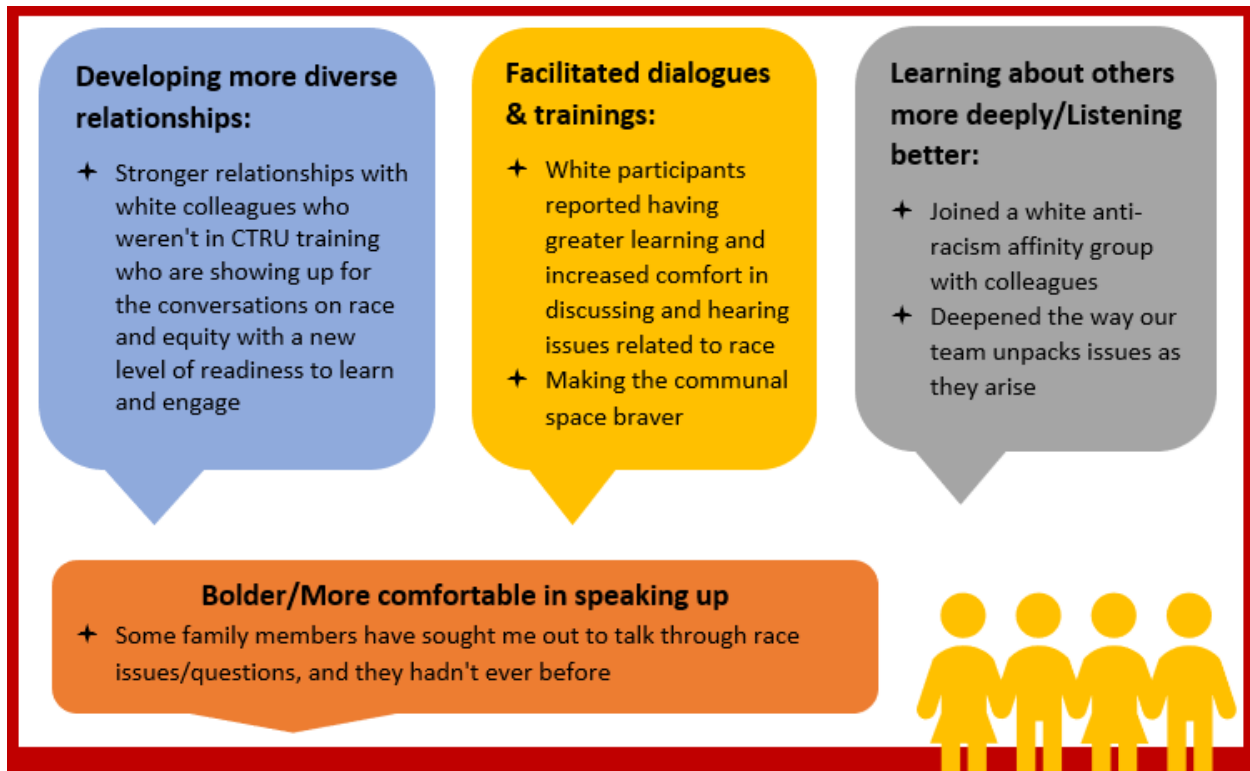 Developing more diverse
relationships:
✦ Stronger relationships with
white colleagues who
weren't in CTRU training
who are showing up for
the conversations on race
and equity with a new
level of readiness to learn
and engage
Facilitated dialogues
& trainings:
✦ White participants
reported having
greater learning and
increased comfort in
discussing and hearing
issues related to race
✦ Making the communal
space braver
Learning about others
more deeply/Listening
better:
✦ Joined a white anti-
racism affinity group
with colleagues
✦ Deepened the way our
team unpacks issues as
they arise
Bolder/More comfortable in speaking up
✦ Some family members have sought me out to talk through race
issues/questions, and they hadn't ever before